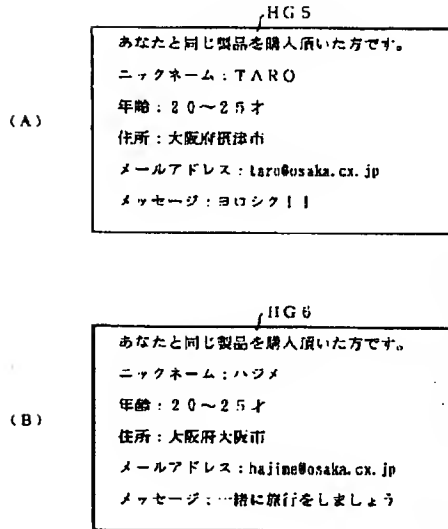 HG5
(A)
あなたと同じ製品を購入頂いた方です。
ニックネーム：TARO
年齢：20～25才
住所：大阪府摂津市
メールアドレス：taro@osaka.cx.jp
メッセージ：ヨロシク！！
HG6
(B)
あなたと同じ製品を購入頂いた方です。
ニックネーム：ハジメ
年齢：20～25才
住所：大阪府大阪市
メールアドレス：hajime@osaka.cx.jp
メッセージ：一緒に旅行をしましょう